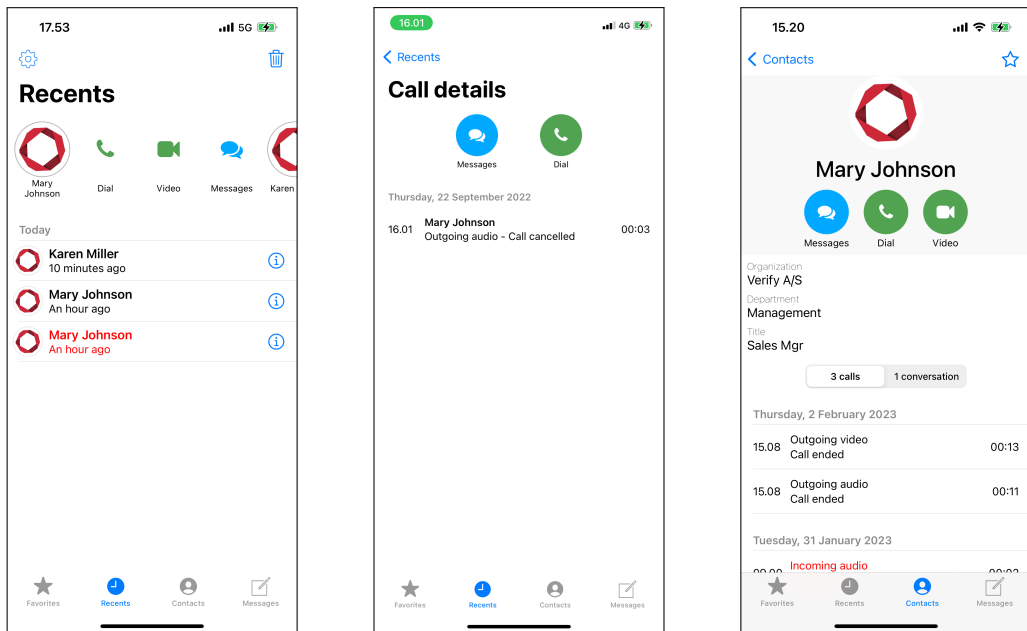 17.53
5G
Recents
Mary
Johnson
Dial
Video
Messages
Karen
Today
Karen Miller
10 minutes ago
Mary Johnson
An hour ago
Mary Johnson
An hour ago
Favorites
Recents
Contacts
Messages
16.01
4G
Recents
Call details
Messages
Dial
Thursday, 22 September 2022
16.01
Mary Johnson
Outgoing audio - Call cancelled
00:03
Favorites
Recents
Contacts
Messages
15.20
Contacts
Mary Johnson
Messages
Dial
Video
Organization
Verify A/S
Department
Management
Title
Sales Mgr
3 calls
1 conversation
Thursday, 2 February 2023
15.08
Outgoing video
Call ended
00:13
15.08
Outgoing audio
Call ended
00:11
Tuesday, 31 January 2023
Incoming audio
Favorites
Recents
Contacts
Messages